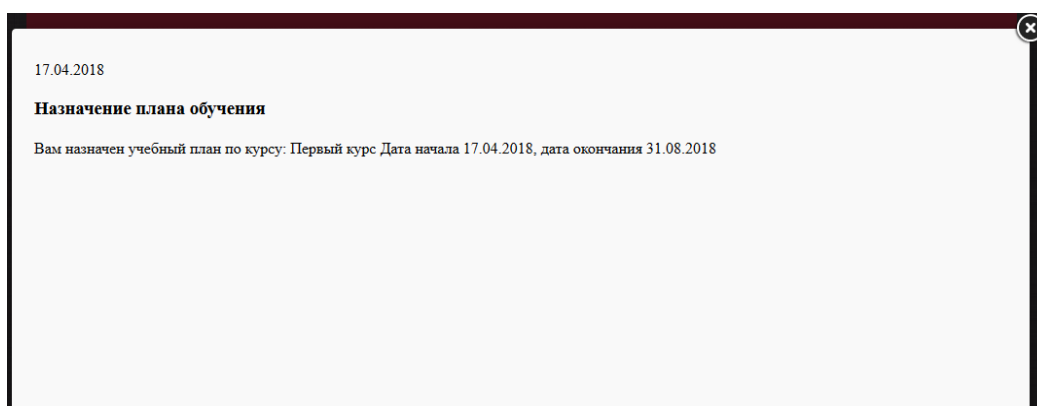 17.04.2018
Назначение плана обучения
Вам назначен учебный план по курсу: Первый курс Дата начала 17.04.2018, дата окончания 31.08.2018